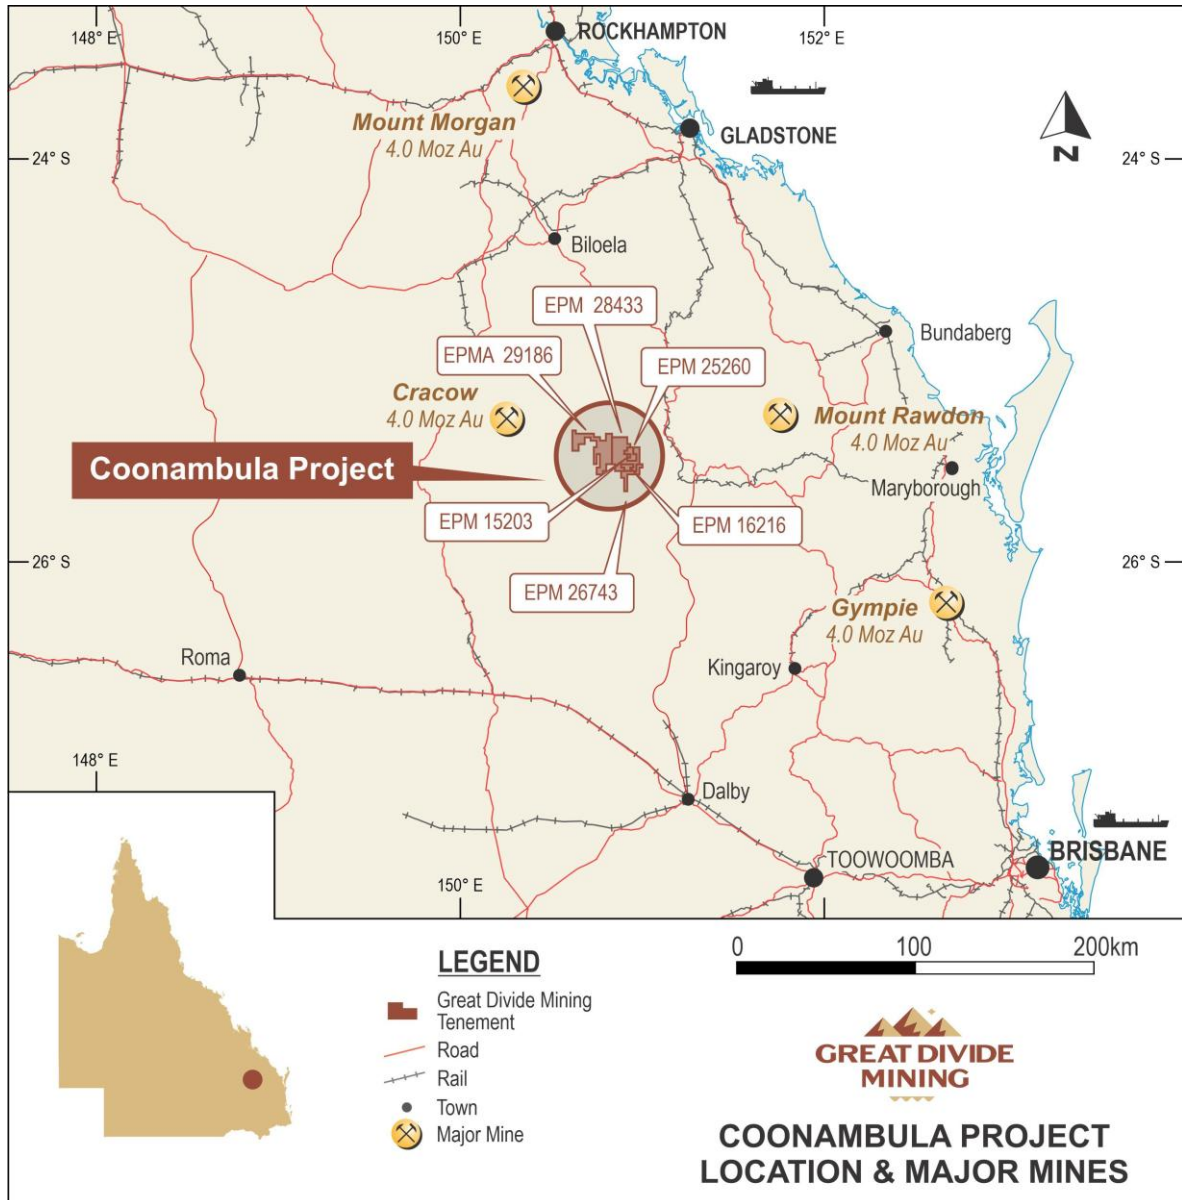 148° E
150° E
152° E
ROCKHAMPTON
Mount Morgan
4.0 Moz Au
GLADSTONE
N
24° S
24° S
Biloela
EPM 28433
EPMA 29186
EPM 25260
Bundaberg
Cracow
4.0 Moz Au
Mount Rawdon
4.0 Moz Au
Coonambula Project
Maryborough
EPM 15203
EPM 16216
26° S
26° S
EPM 26743
Gympie
4.0 Moz Au
Roma
Kingaroy
148° E
Dalby
TOOWOOMBA
BRISBANE
150° E
152° E
LEGEND
Great Divide Mining
Tenement
Road
Rail
Town
Major Mine
0 100 200km
GREAT DIVIDE
MINING
COONAMBULA PROJECT
LOCATION & MAJOR MINES